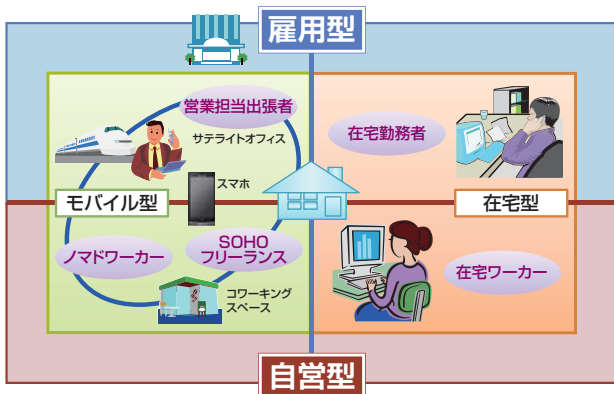 雇用型
営業担当出張者
サテライトオフィス
在宅勤務者
スマホ
モバイル型
在宅型
ノマドワーカー
SOHO
フリーランス
在宅ワーカー
コワーキング
スペース
自営型